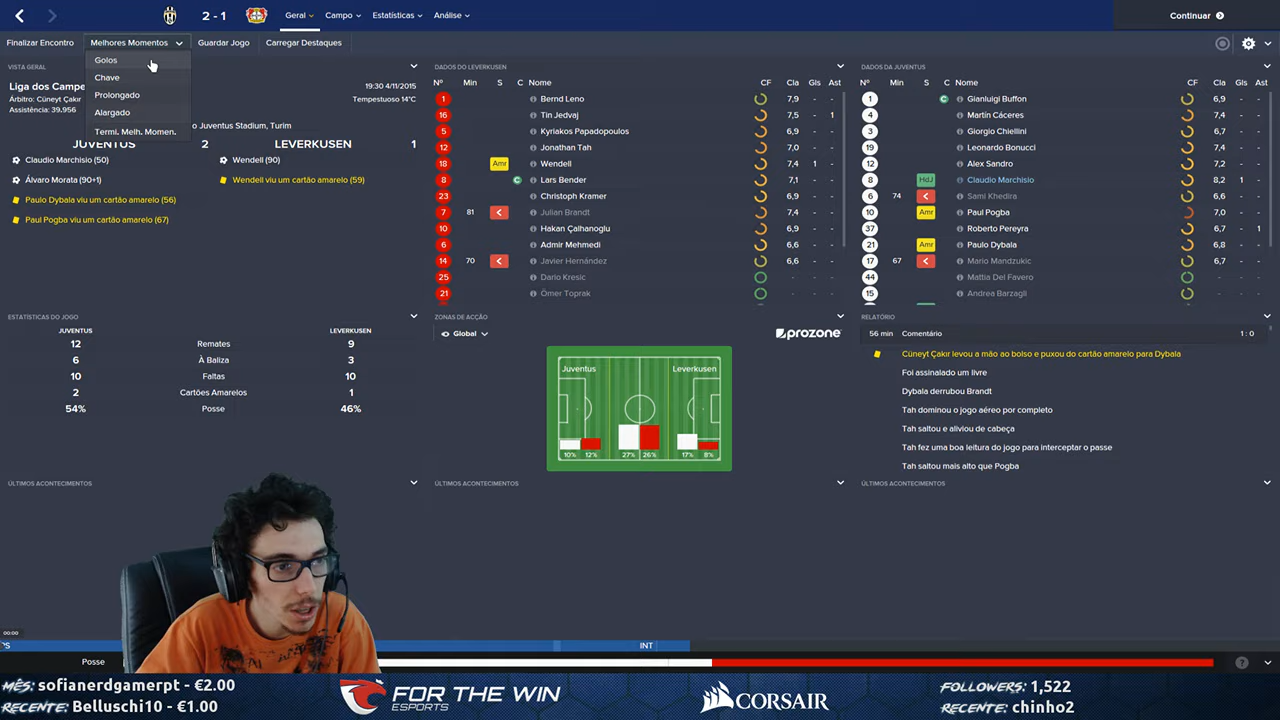 2 - 1
Geral
Campo
Estatísticas
Análise
Continuar
Finalizar Encontro
Melhores Momentos
Guardar Jogo
Carregar Destaques
Golos
Chave
Prolongado
Alargado
Termi. Melh. Momen.
VISTA GERAL
Liga dos Campe
Árbitro: Cüneyt Çakır
Assistência: 39,956
19:30 4/11/2015
Tempestuoso 14°C
o Juventus Stadium, Turim
JUVENTUS 2 LEVERKUSEN 1
Claudio Marchisio (50)
Wendell (90)
Álvaro Morata (90+1)
Wendell viu um cartão amarelo (59)
Paulo Dybala viu um cartão amarelo (56)
Paul Pogba viu um cartão amarelo (67)
DADOS DO LEVERKUSEN
Nº Min S C Nome CF Cla Gls Ast
1 Bernd Leno 7,9 - -
16 Tin Jedvaj 7,5 - 1
5 Kyriakos Papadopoulos 6,9 - -
12 Jonathan Tah 7,0 - -
18 Amr Wendell 7,4 1 -
8 C Lars Bender 7,1 - -
23 Christoph Kramer 6,9 - -
7 81 Julian Brandt 7,4 - -
10 Hakan Çalhanoglu 6,9 - -
6 Admir Mehmedi 6,6 - -
14 70 Javier Hernández 6,6 - -
25 Dario Kresic - - -
21 Ömer Toprak - - -
DADOS DA JUVENTUS
Nº Min S C Nome CF Cla Gls Ast
1 C Gianluigi Buffon 6,9 - -
4 Martín Cáceres 7,5 - -
3 Giorgio Chiellini 6,7 - -
19 Leonardo Bonucci 7,4 - -
12 Alex Sandro 7,2 - -
8 HdJ Claudio Marchisio 8,2 1 -
6 74 Sami Khedira 6,9 - -
10 Amr Paul Pogba 7,0 - -
37 Roberto Pereyra 6,7 - 1
21 Amr Paulo Dybala 6,8 - -
17 67 Mario Mandzukic 6,7 - -
44 Mattia Del Favero - - -
15 Andrea Barzagli - - -
ESTATÍSTICAS DO JOGO
JUVENTUS LEVERKUSEN
12 Remates 9
6 À Baliza 3
10 Faltas 10
2 Cartões Amarelos 1
54% Posse 46%
ZONAS DE ACÇÃO
Global
prozone
Juventus Leverkusen
10% 12% 27% 26% 17% 8%
RELATÓRIO
56 min Comentário 1 : 0
Cüneyt Çakır levou a mão ao bolso e puxou do cartão amarelo para Dybala
Foi assinalado um livre
Dybala derrubou Brandt
Tah dominou o jogo aéreo por completo
Tah saltou e aliviou de cabeça
Tah fez uma boa leitura do jogo para interceptar o passe
Tah saltou mais alto que Pogba
ÚLTIMOS ACONTECIMENTOS
ÚLTIMOS ACONTECIMENTOS
ÚLTIMOS ACONTECIMENTOS
00:00
INT
Posse
MÊS: sofianerdgamerpt - €2.00
RECENTE: Belluschi10 - €1.00
FOR THE WIN
ESPORTS
CORSAIR
FOLLOWERS: 1,522
RECENTE: chinho2